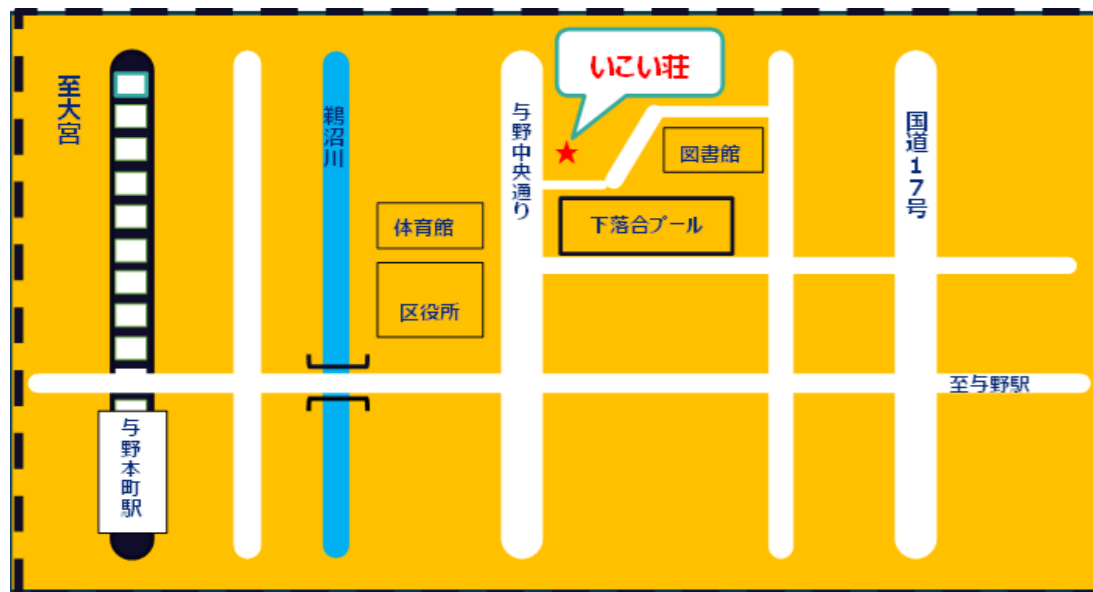 至大宮
鵜沼川
与野中央通り
いこい荘
図書館
国道17号
体育館
下落合プール
区役所
至与野駅
与野本町駅